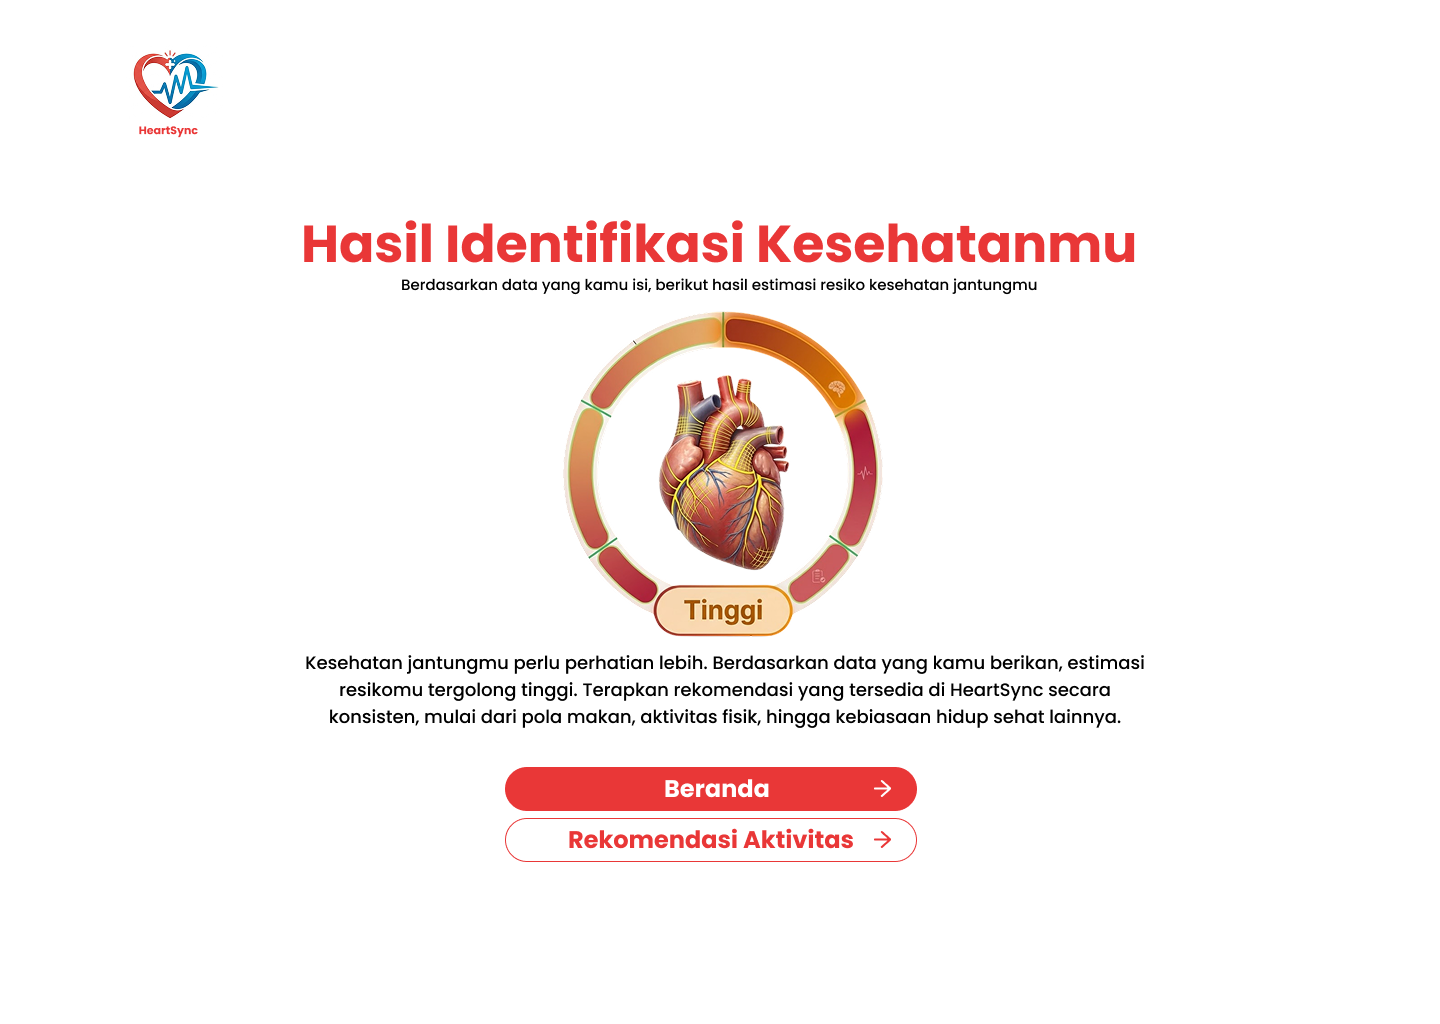 HeartSync
Hasil Identifikasi Kesehatanmu
Berdasarkan data yang kamu isi, berikut hasil estimasi resiko kesehatan jantungmu
Tinggi
Kesehatan jantungmu perlu perhatian lebih. Berdasarkan data yang kamu berikan, estimasi
resikomu tergolong tinggi. Terapkan rekomendasi yang tersedia di HeartSync secara
konsisten, mulai dari pola makan, aktivitas fisik, hingga kebiasaan hidup sehat lainnya.
Beranda
Rekomendasi Aktivitas